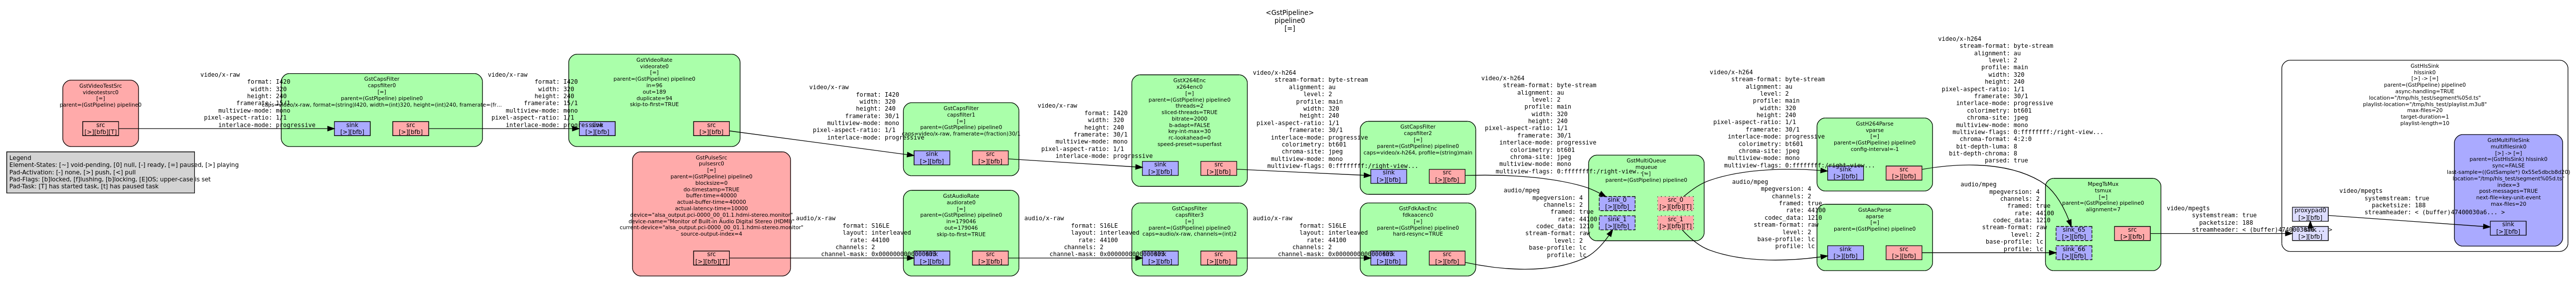 <GstPipeline>
pipeline0
[=]
GstVideoTestSrc
videotestsrc0
[=]
parent=(GstPipeline) pipeline0
src
[>][bfb][T]
video/x-raw
format: I420
width: 320
height: 240
framerate: 15/1
multiview-mode: mono
pixel-aspect-ratio: 1/1
interlace-mode: progressive
GstCapsFilter
capsfilter0
[=]
parent=(GstPipeline) pipeline0
caps=video/x-raw, format=(string)I420, width=(int)320, height=(int)240, framerate=(fr…
sink
[>][bfb]
src
[>][bfb]
video/x-raw
format: I420
width: 320
height: 240
framerate: 15/1
multiview-mode: mono
pixel-aspect-ratio: 1/1
interlace-mode: progressive
GstVideoRate
videorate0
[=]
parent=(GstPipeline) pipeline0
in=96
out=189
duplicate=94
skip-to-first=TRUE
sink
[>][bfb]
src
[>][bfb]
video/x-raw
format: I420
width: 320
height: 240
framerate: 30/1
multiview-mode: mono
pixel-aspect-ratio: 1/1
interlace-mode: progressive
GstCapsFilter
capsfilter1
[=]
parent=(GstPipeline) pipeline0
caps=video/x-raw, framerate=(fraction)30/1
sink
[>][bfb]
src
[>][bfb]
video/x-raw
format: I420
width: 320
height: 240
framerate: 30/1
multiview-mode: mono
pixel-aspect-ratio: 1/1
interlace-mode: progressive
GstX264Enc
x264enc0
[=]
parent=(GstPipeline) pipeline0
threads=2
sliced-threads=TRUE
bitrate=2000
b-adapt=FALSE
key-int-max=30
rc-lookahead=0
speed-preset=superfast
sink
[>][bfb]
src
[>][bfb]
video/x-h264
stream-format: byte-stream
alignment: au
level: 2
profile: main
width: 320
height: 240
pixel-aspect-ratio: 1/1
framerate: 30/1
interlace-mode: progressive
colorimetry: bt601
chroma-site: jpeg
multiview-mode: mono
multiview-flags: 0:ffffffff:/right-view...
GstCapsFilter
capsfilter2
[=]
parent=(GstPipeline) pipeline0
caps=video/x-h264, profile=(string)main
sink
[>][bfb]
src
[>][bfb]
video/x-h264
stream-format: byte-stream
alignment: au
level: 2
profile: main
width: 320
height: 240
pixel-aspect-ratio: 1/1
framerate: 30/1
interlace-mode: progressive
colorimetry: bt601
chroma-site: jpeg
multiview-mode: mono
multiview-flags: 0:ffffffff:/right-view...
GstMultiQueue
mqueue
[=]
parent=(GstPipeline) pipeline0
sink_0
[>][bfb]
src_0
[>][bfb][T]
sink_1
[>][bfb]
src_1
[>][bfb][T]
video/x-h264
stream-format: byte-stream
alignment: au
level: 2
profile: main
width: 320
height: 240
pixel-aspect-ratio: 1/1
framerate: 30/1
interlace-mode: progressive
colorimetry: bt601
chroma-site: jpeg
multiview-mode: mono
multiview-flags: 0:ffffffff:/right-view...
GstH264Parse
vparse
[=]
parent=(GstPipeline) pipeline0
config-interval=-1
sink
[>][bfb]
src
[>][bfb]
video/x-h264
stream-format: byte-stream
alignment: au
level: 2
profile: main
width: 320
height: 240
pixel-aspect-ratio: 1/1
framerate: 30/1
interlace-mode: progressive
colorimetry: bt601
chroma-site: jpeg
multiview-mode: mono
multiview-flags: 0:ffffffff:/right-view...
chroma-format: 4:2:0
bit-depth-luma: 8
bit-depth-chroma: 8
parsed: true
Legend
Element-States: [~] void-pending, [0] null, [-] ready, [=] paused, [>] playing
Pad-Activation: [-] none, [>] push, [<] pull
Pad-Flags: [b]locked, [f]lushing, [b]locking, [E]OS; upper-case is set
Pad-Task: [T] has started task, [t] has paused task
GstPulseSrc
pulsesrc0
[=]
parent=(GstPipeline) pipeline0
blocksize=0
do-timestamp=TRUE
buffer-time=40000
actual-buffer-time=40000
actual-latency-time=10000
device="alsa_output.pci-0000_00_01.1.hdmi-stereo.monitor"
device-name="Monitor of Built-in Audio Digital Stereo (HDMI)"
current-device="alsa_output.pci-0000_00_01.1.hdmi-stereo.monitor"
source-output-index=4
src
[>][bfb][T]
audio/x-raw
format: S16LE
layout: interleaved
rate: 44100
channels: 2
GstAudioRate
audiorate0
[=]
parent=(GstPipeline) pipeline0
in=179046
out=179046
skip-to-first=TRUE
[>][bfb]
src
[>][bfb]
audio/x-raw
format: S16LE
layout: interleaved
rate: 44100
channels: 2
GstCapsFilter
capsfilter3
[=]
parent=(GstPipeline) pipeline0
caps=audio/x-raw, channels=(int)2
[>][bfb]
src
[>][bfb]
audio/x-raw
format: S16LE
layout: interleaved
rate: 44100
channels: 2
GstFdkAacEnc
fdkaacenc0
[=]
parent=(GstPipeline) pipeline0
hard-resync=TRUE
[>][bfb]
src
[>][bfb]
audio/mpeg
mpegversion: 4
channels: 2
framed: true
rate: 44100
codec_data: 1210
stream-format: raw
level: 2
base-profile: lc
profile: lc
audio/mpeg
mpegversion: 4
channels: 2
framed: true
rate: 44100
codec_data: 1210
stream-format: raw
level: 2
base-profile: lc
profile: lc
GstAacParse
aparse
[=]
parent=(GstPipeline) pipeline0
sink
[>][bfb]
src
[>][bfb]
audio/mpeg
mpegversion: 4
channels: 2
framed: true
rate: 44100
codec_data: 1210
stream-format: raw
level: 2
base-profile: lc
profile: lc
MpegTsMux
tsmux
[=]
parent=(GstPipeline) pipeline0
alignment=7
sink_65
[>][bfb]
sink_66
[>][bfb]
src
[>][bfb]
video/mpegts
systemstream: true
packetsize: 188
GstHlsSink
hlssink0
[>] -> [=]
parent=(GstPipeline) pipeline0
async-handling=TRUE
location="/tmp/hls_test/segment%05d.ts"
playlist-location="/tmp/hls_test/playlist.m3u8"
max-files=20
target-duration=1
playlist-length=10
proxypad0
[>][bfb]
[>][bfb]
video/mpegts
systemstream: true
packetsize: 188
streamheader: < (buffer)47400030a6... >
GstMultiFileSink
multifilesink0
[>] -> [=]
parent=(GstHlsSink) hlssink0
sync=FALSE
location="/tmp/hls_test/segment%05d.ts"
index=3
post-messages=TRUE
next-file=key-unit-event
max-files=20
sink
[>][bfb]